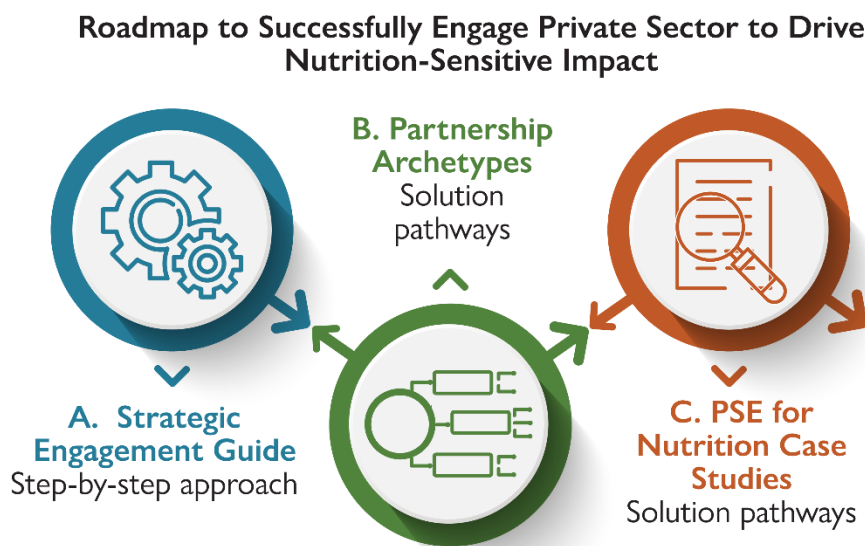 Roadmap to Successfully Engage Private Sector to Drive
Nutrition-Sensitive Impact
A. Strategic
Engagement Guide
Step-by-step approach
B. Partnership
Archetypes
Solution
pathways
C. PSE for
Nutrition Case
Studies
Solution pathways